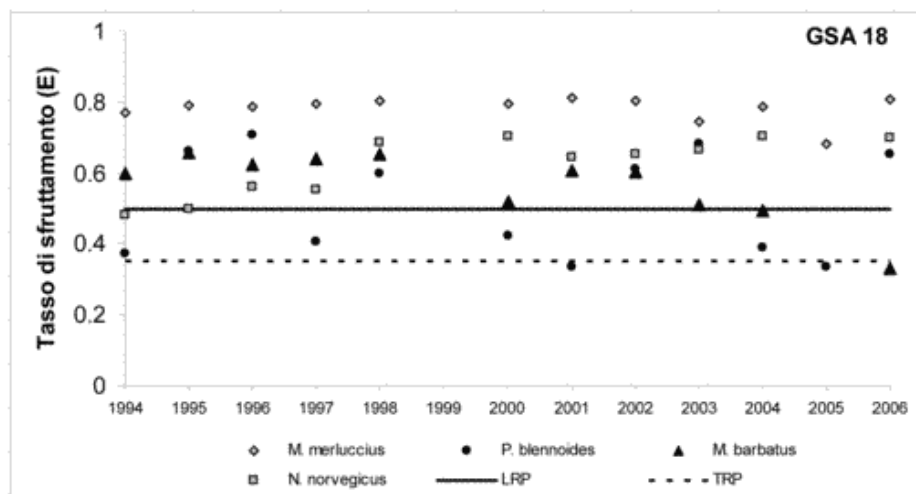 GSA 18
Tasso di sfruttamento (E)
1
0.8
0.6
0.4
0.2
0
1994 1995 1996 1997 1998 1999 2000 2001 2002 2003 2004 2005 2006
M. merluccius P. blennoides M. barbatus
N. norvegicus LRP TRP